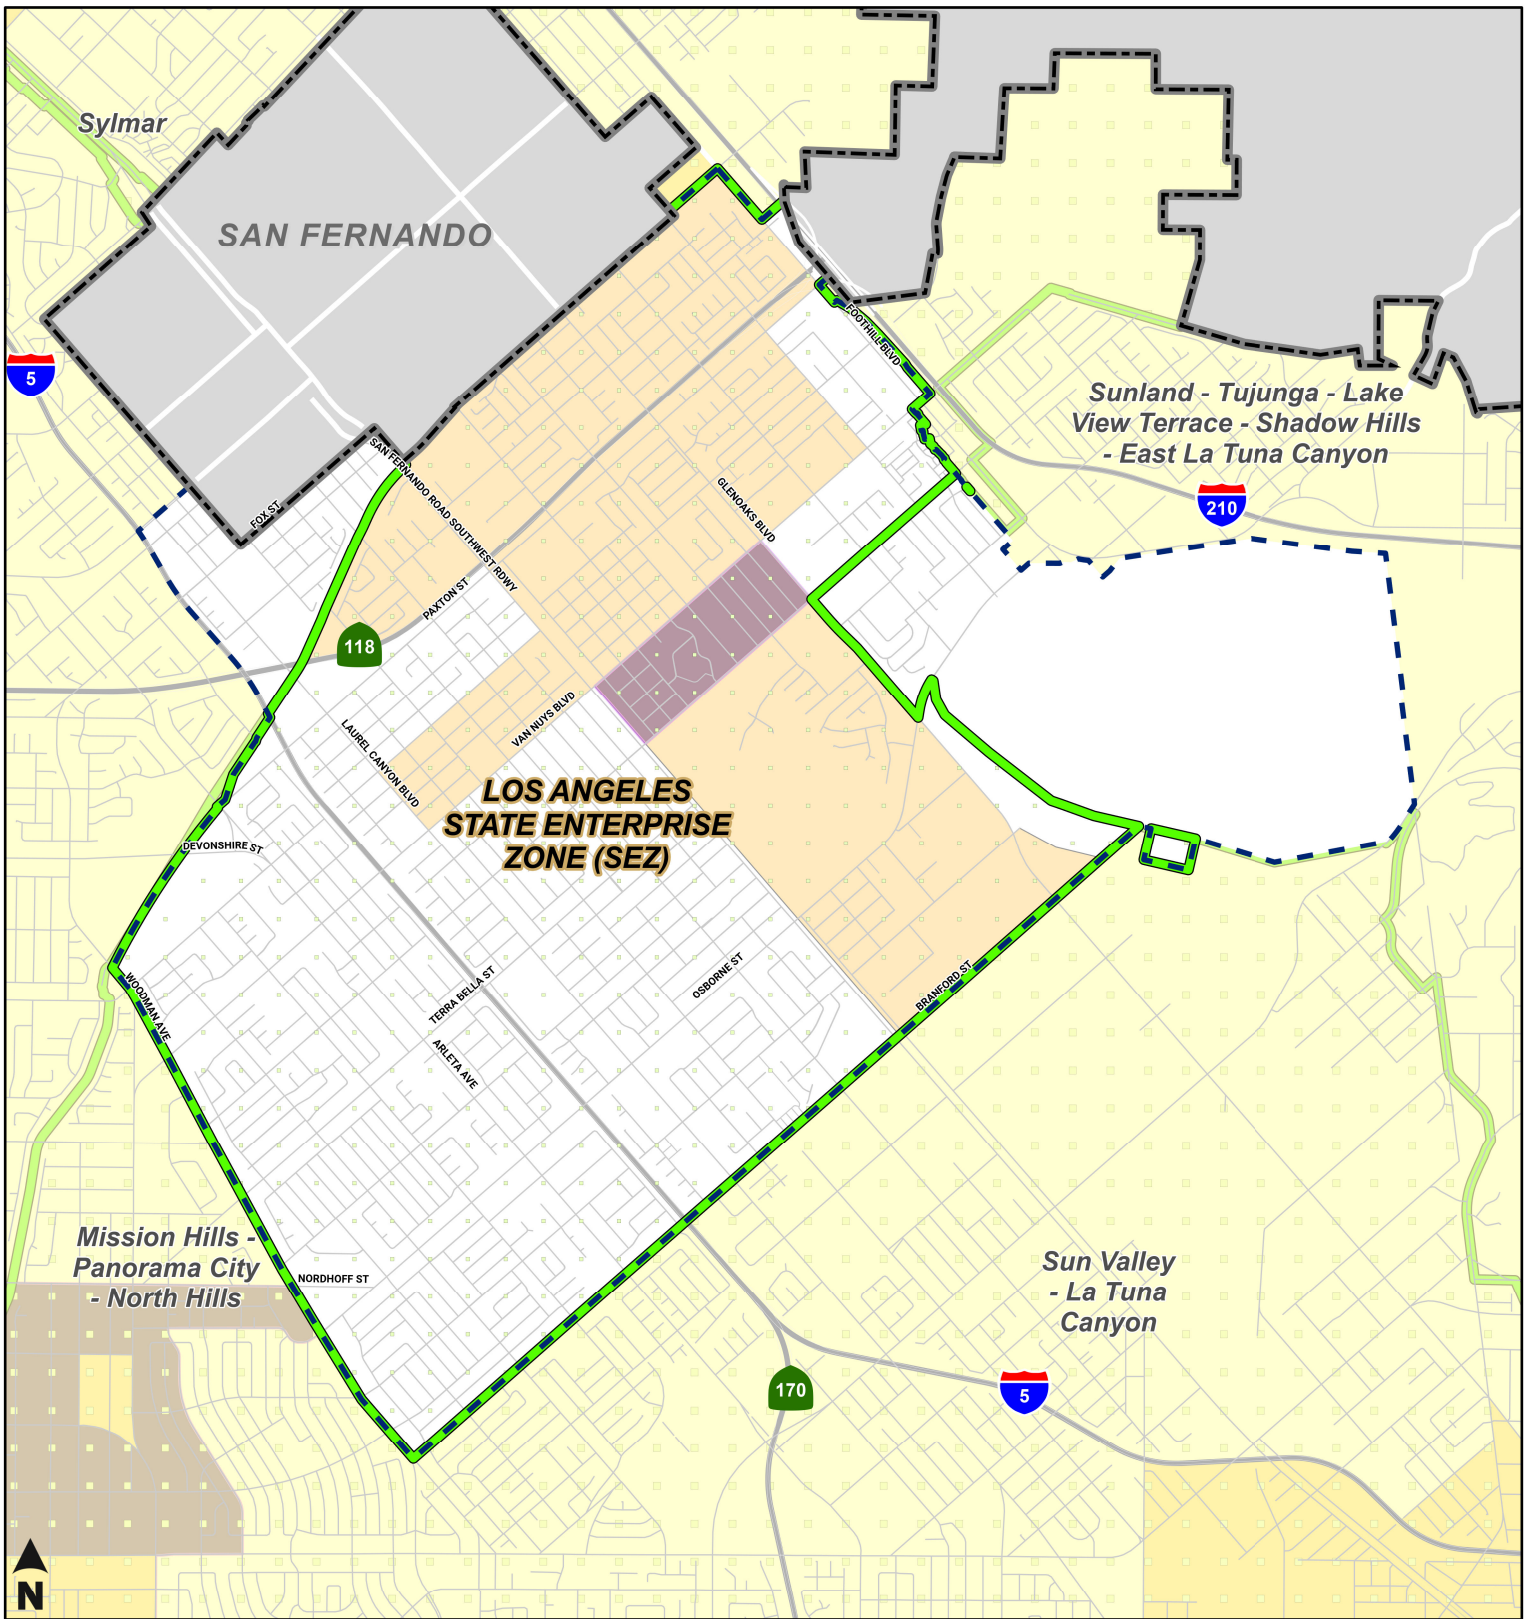 Sylmar
SAN FERNANDO
5
FOOTHILL BLVD
Sunland - Tujunga - Lake
View Terrace - Shadow Hills
- East La Tuna Canyon
210
SAN FERNANDO ROAD SOUTHWEST RDWY
FOX ST
GLENOAKS BLVD
PAXTON ST
118
VAN NUYS BLVD
LAUREL CANYON BLVD
LOS ANGELES
STATE ENTERPRISE
ZONE (SEZ)
DEVONSHIRE ST
WOODMAN AVE
TERRA BELLA ST
OSBORNE ST
BRANFORD ST
ARLETA AVE
Mission Hills -
Panorama City
- North Hills
NORDHOFF ST
Sun Valley
- La Tuna
Canyon
170
5
N